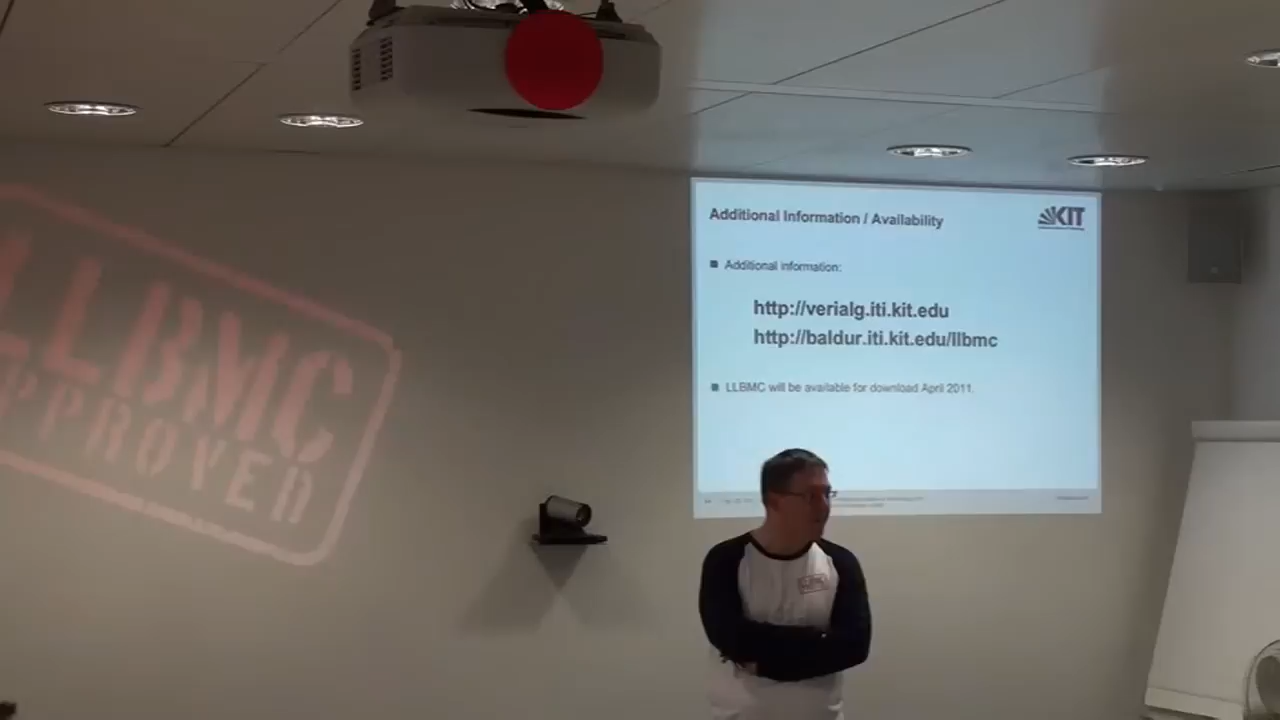 LLBMC
APPROVED
Additional Information / Availability
KIT
Additional information:
http://verialg.iti.kit.edu
http://baldur.iti.kit.edu/llbmc
LLBMC will be available for download April 2011.